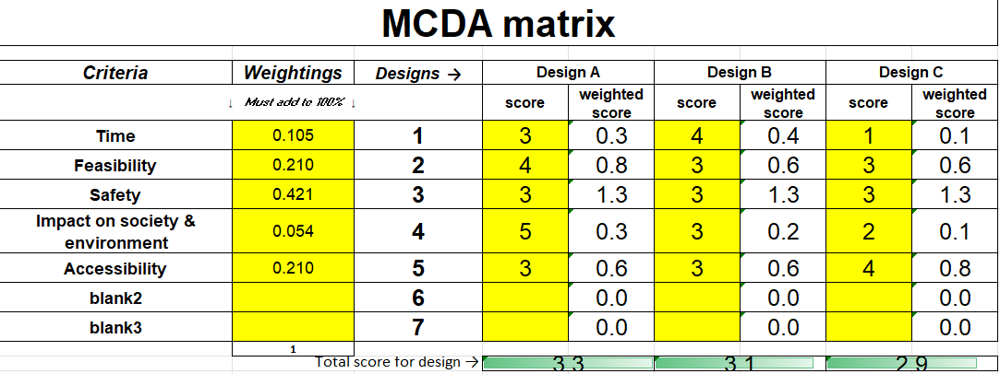 MCDA matrix
Criteria Weightings Designs → Design A Design B Design C
↓ Must add to 100% ↓ score weighted score score weighted score score weighted score
Time 0.105 1 3 0.3 4 0.4 1 0.1
Feasibility 0.210 2 4 0.8 3 0.6 3 0.6
Safety 0.421 3 3 1.3 3 1.3 3 1.3
Impact on society & environment 0.054 4 5 0.3 3 0.2 2 0.1
Accessibility 0.210 5 3 0.6 3 0.6 4 0.8
blank2 6 0.0 0.0 0.0
blank3 7 0.0 0.0 0.0
1
Total score for design → 3.3 3.1 2.9